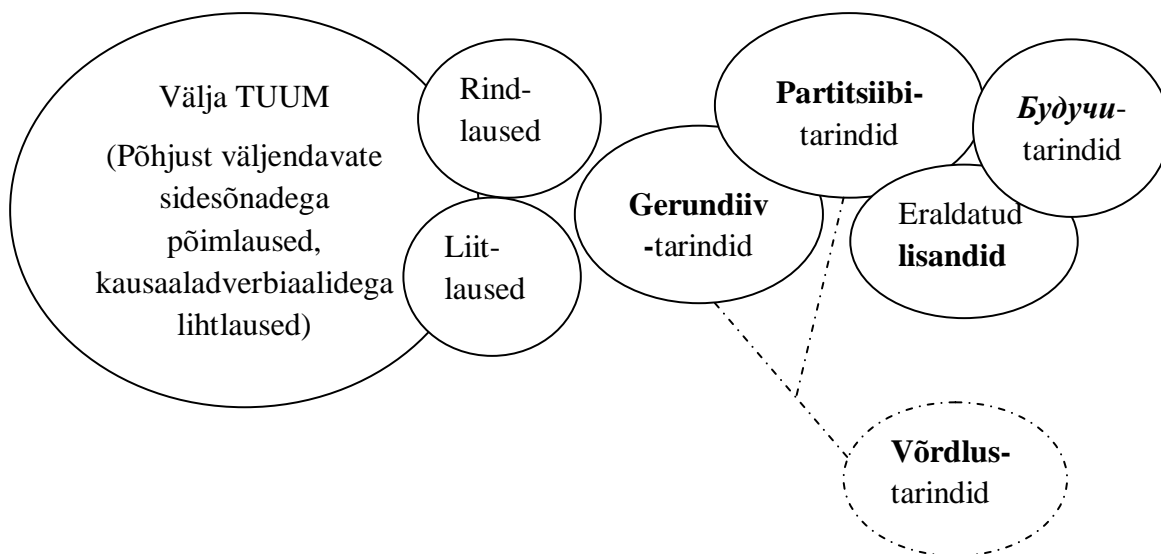 Välja TUUM
(Põhjust väljendavate
sidesõnadega
põimlaused,
kausaaladverbiaalidega
lihtlaused)
Rind-
laused
Liit-
laused
Gerundiiv
-tarindid
Partitsiibi-
tarindid
Будучи-
tarindid
Eraldatud
lisandid
Võrdlus-
tarindid